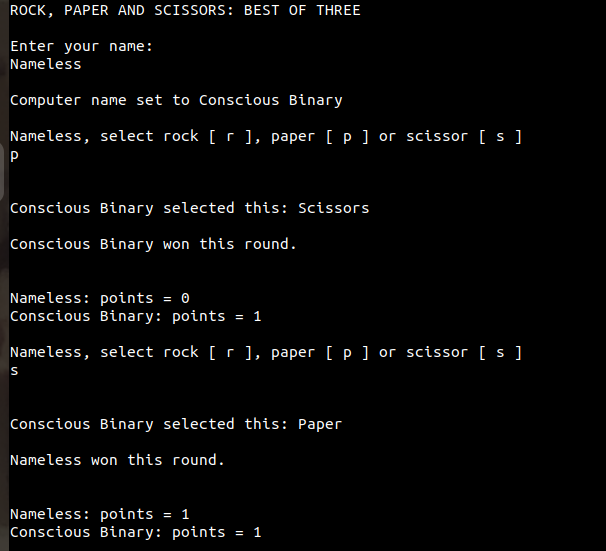 ROCK, PAPER AND SCISSORS: BEST OF THREE
Enter your name:
Nameless
Computer name set to Conscious Binary
Nameless, select rock [ r ], paper [ p ] or scissor [ s ]
p
Conscious Binary selected this: Scissors
Conscious Binary won this round.
Nameless: points = 0
Conscious Binary: points = 1
Nameless, select rock [ r ], paper [ p ] or scissor [ s ]
s
Conscious Binary selected this: Paper
Nameless won this round.
Nameless: points = 1
Conscious Binary: points = 1